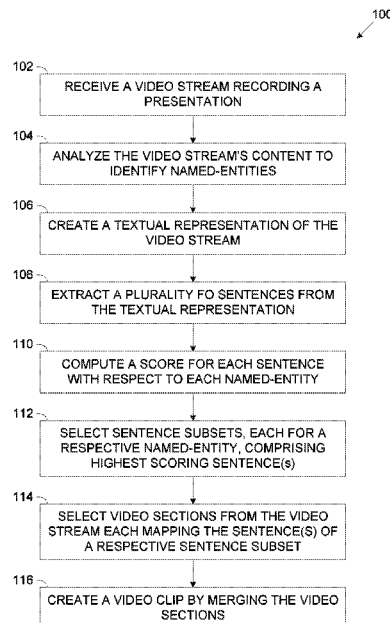 100
102
RECEIVE A VIDEO STREAM RECORDING A
PRESENTATION
104
ANALYZE THE VIDEO STREAM'S CONTENT TO
IDENTIFY NAMED-ENTITIES
106
CREATE A TEXTUAL REPRESENTATION OF THE
VIDEO STREAM
108
EXTRACT A PLURALITY FO SENTENCES FROM
THE TEXTUAL REPRESENTATION
110
COMPUTE A SCORE FOR EACH SENTENCE
WITH RESPECT TO EACH NAMED-ENTITY
112
SELECT SENTENCE SUBSETS, EACH FOR A
RESPECTIVE NAMED-ENTITY, COMPRISING
HIGHEST SCORING SENTENCE(s)
114
SELECT VIDEO SECTIONS FROM THE VIDEO
STREAM EACH MAPPING THE SENTENCE(S) OF
A RESPECTIVE SENTENCE SUBSET
116
CREATE A VIDEO CLIP BY MERGING THE VIDEO
SECTIONS